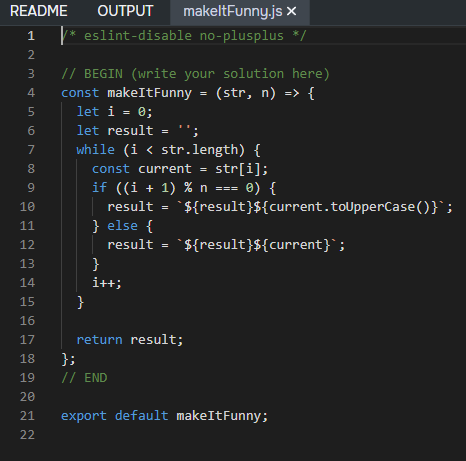 README OUTPUT makeItFunny.js ×
1 /* eslint-disable no-plusplus */
2
3 // BEGIN (write your solution here)
4 const makeItFunny = (str, n) => {
5 let i = 0;
6 let result = '';
7 while (i < str.length) {
8 const current = str[i];
9 if ((i + 1) % n === 0) {
10 result = `${result}${current.toUpperCase()}`;
11 } else {
12 result = `${result}${current}`;
13 }
14 i++;
15 }
16
17 return result;
18 };
19 // END
20
21 export default makeItFunny;
22